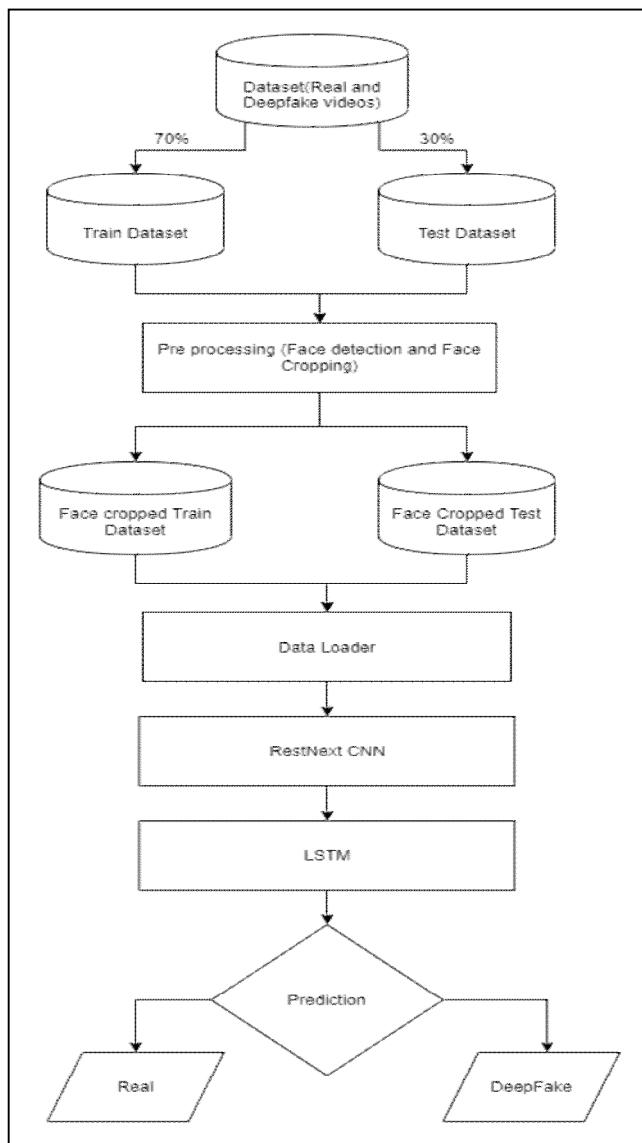 Dataset(Real and
Deepfake videos)
70%
30%
Train Dataset
Test Dataset
Pre processing (Face detection and Face
Cropping)
Face cropped Train
Dataset
Face Cropped Test
Dataset
Data Loader
RestNext CNN
LSTM
Prediction
Real
DeepFake